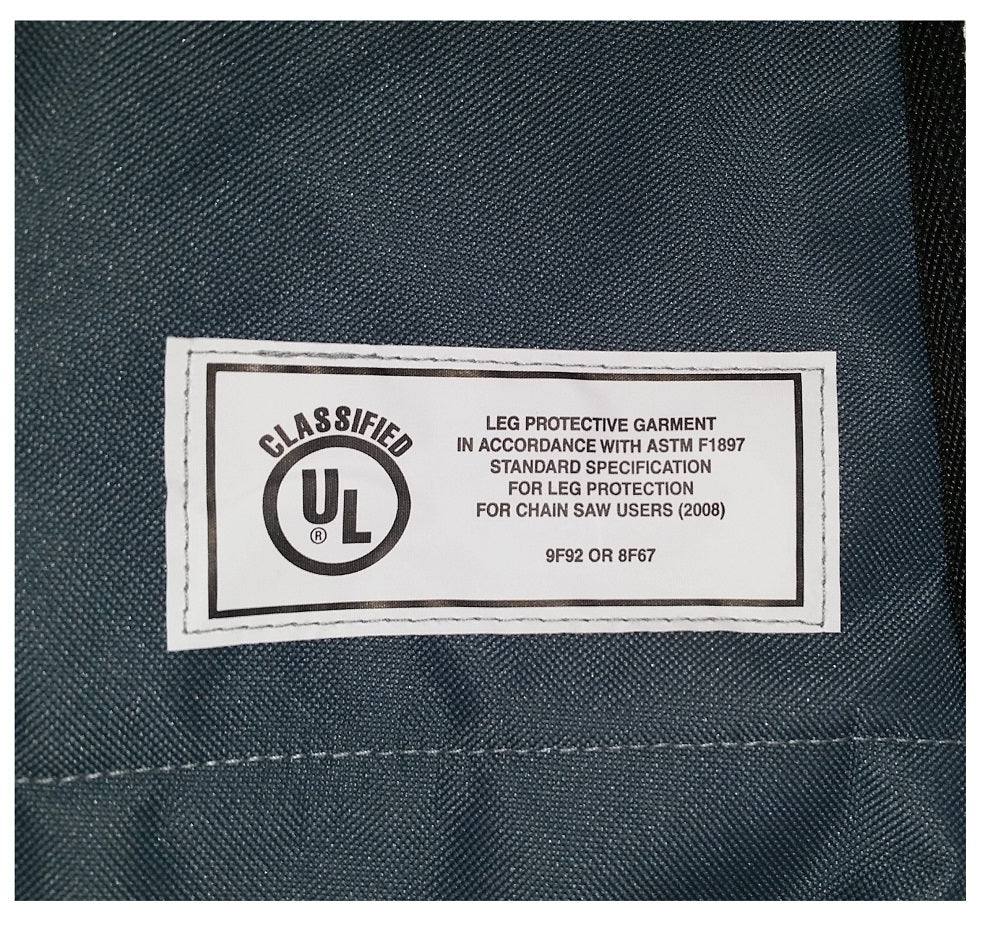 CLASSIFIED
UL
®
LEG PROTECTIVE GARMENT
IN ACCORDANCE WITH ASTM F1897
STANDARD SPECIFICATION
FOR LEG PROTECTION
FOR CHAIN SAW USERS (2008)
9F92 OR 8F67